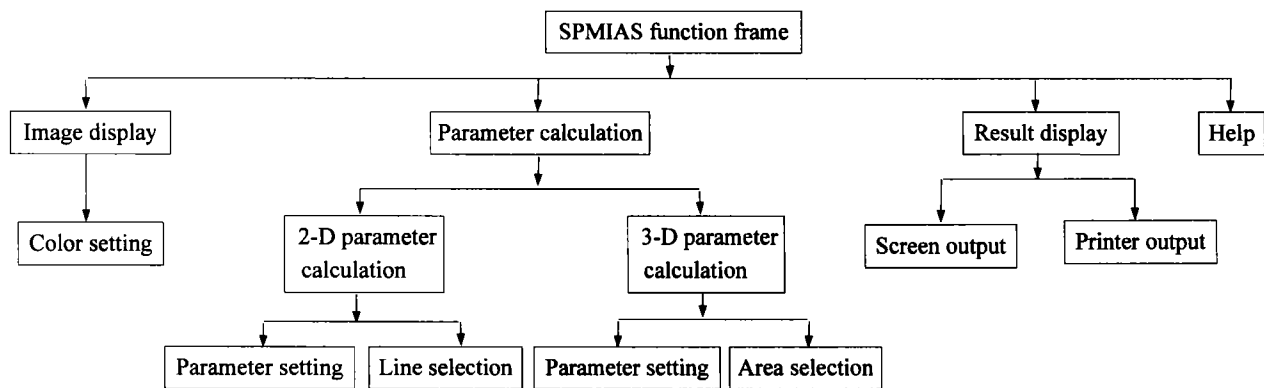 SPMIAS function frame
Image display
Parameter calculation
Result display
Help
Color setting
2-D parameter
calculation
3-D parameter
calculation
Screen output
Printer output
Parameter setting
Line selection
Parameter setting
Area selection